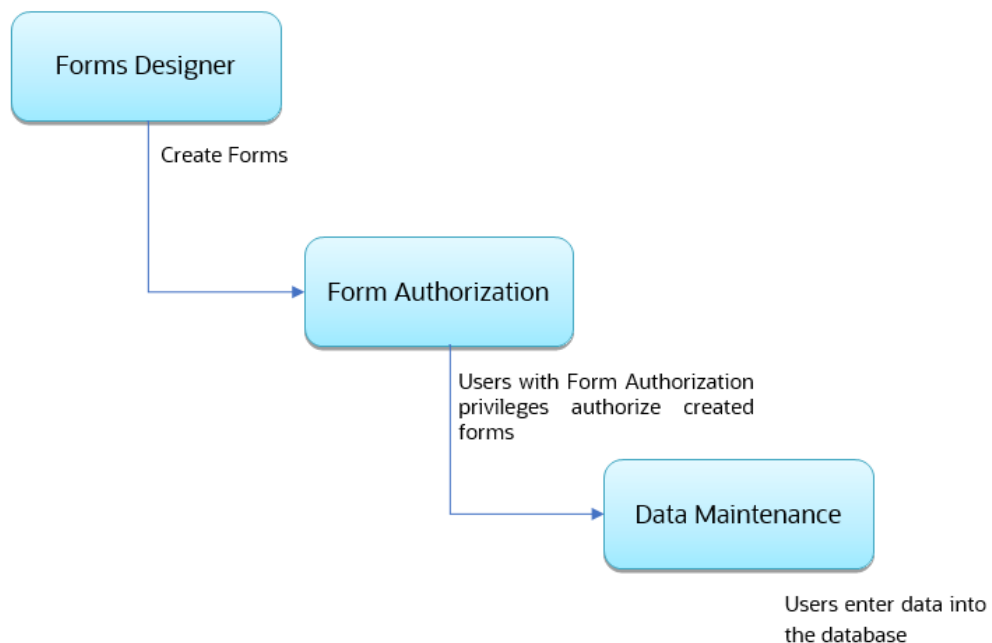 Forms Designer
Create Forms
Form Authorization
Users with Form Authorization
privileges authorize created
forms
Data Maintenance
Users enter data into
the database